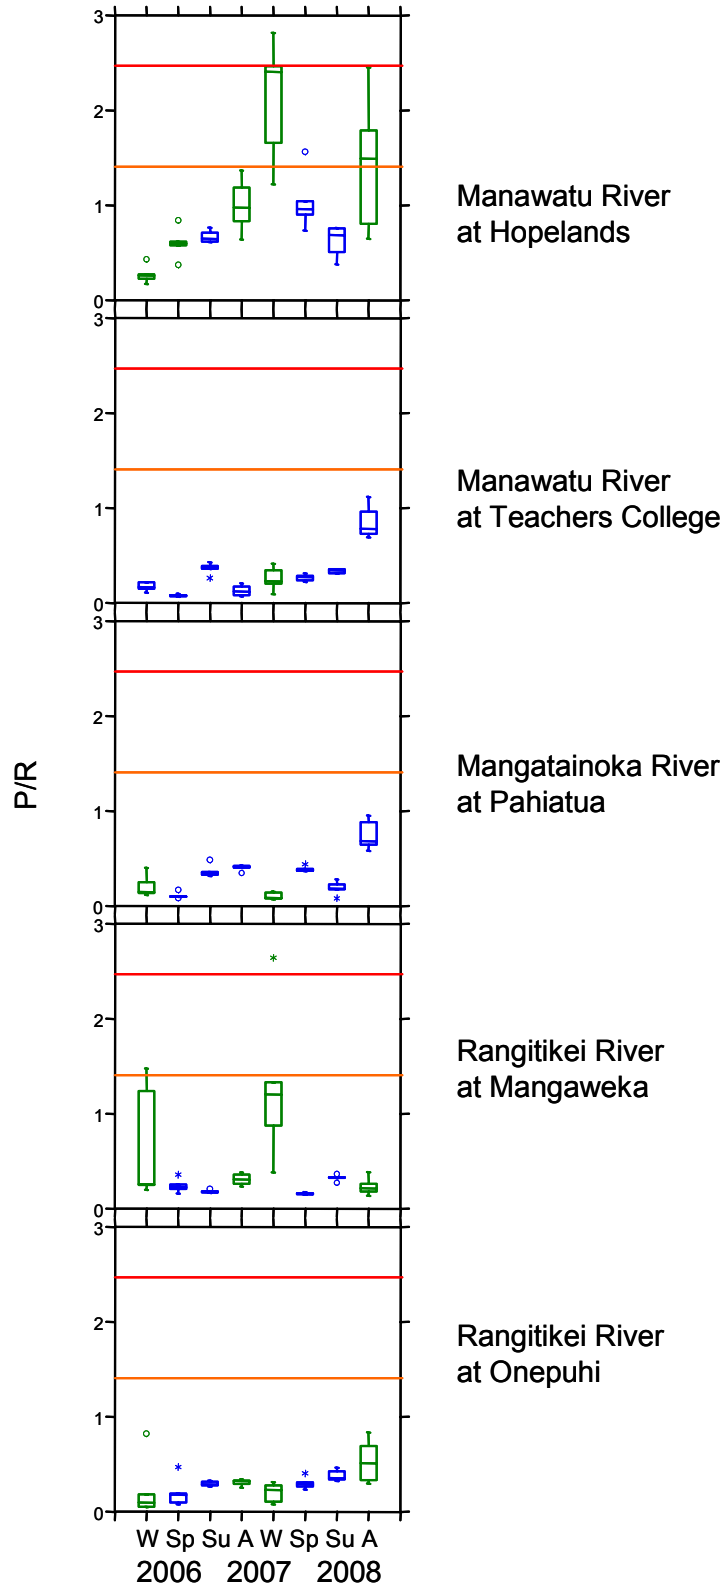 3
2
1
0
Manawatu River
at Hopelands
3
2
1
0
Manawatu River
at Teachers College
3
2
1
0
P/R
Mangatainoka River
at Pahiatua
3
2
1
0
Rangitikei River
at Mangaweka
3
2
1
0
Rangitikei River
at Onepuhi
W Sp Su A W Sp Su A
2006 2007 2008